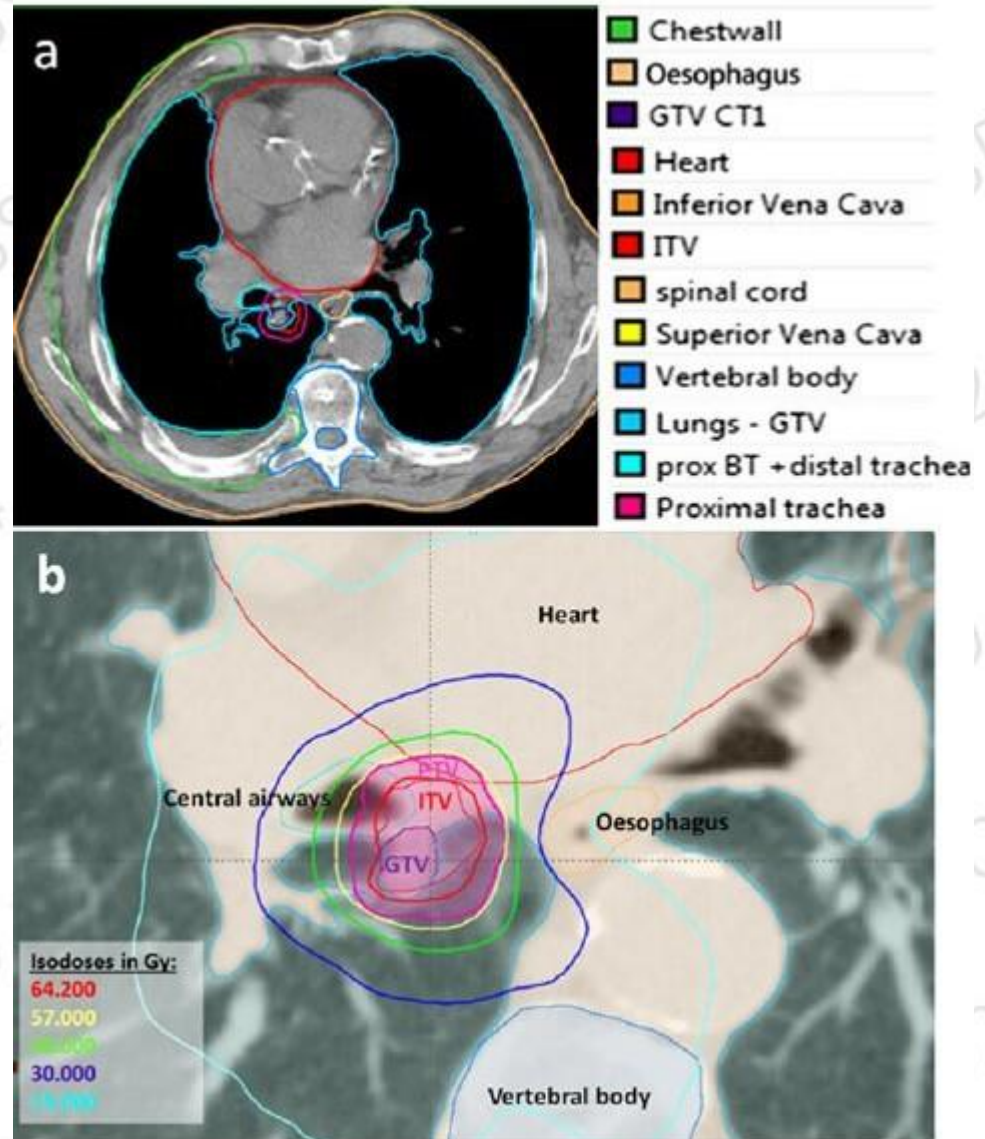 a
Chestwall
Oesophagus
GTV CT1
Heart
Inferior Vena Cava
ITV
spinal cord
Superior Vena Cava
Vertebral body
Lungs - GTV
prox BT + distal trachea
Proximal trachea
b
Heart
PTV
Central airways
ITV
Oesophagus
GTV
Isodoses in Gy:
64.200
57.000
30.000
Vertebral body